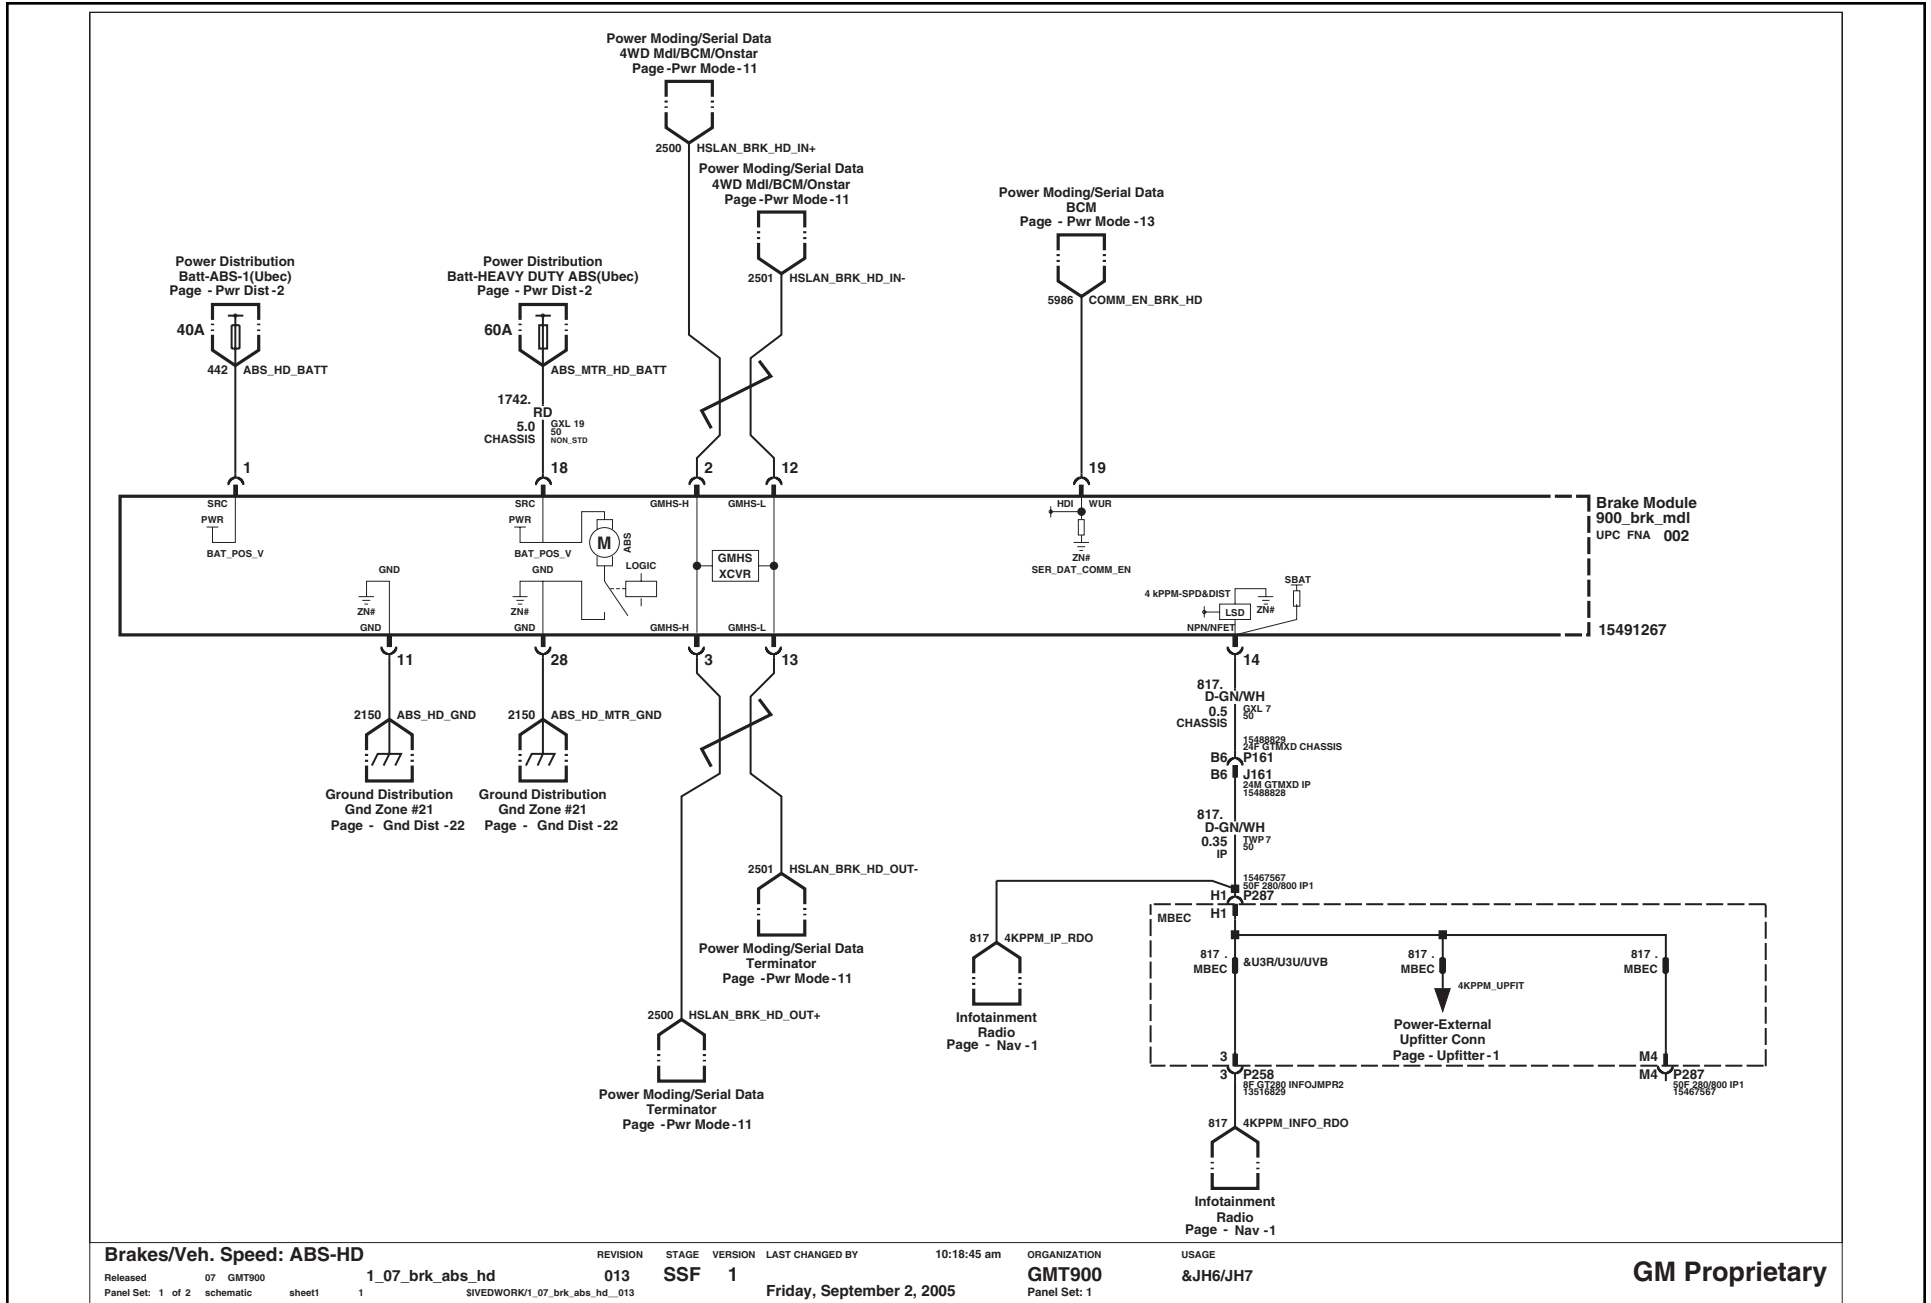 Power Moding/Serial Data
4WD Mdl/BCM/Onstar
Page -Pwr Mode -11
2500 HSLAN_BRK_HD_IN+
Power Moding/Serial Data
4WD Mdl/BCM/Onstar
Page -Pwr Mode -11
2501 HSLAN_BRK_HD_IN-
Power Moding/Serial Data
BCM
Page - Pwr Mode -13
5986 COMM_EN_BRK_HD
Power Distribution
Batt-ABS-1(Ubec)
Page - Pwr Dist -2
40A
442 ABS_HD_BATT
Power Distribution
Batt-HEAVY DUTY ABS(Ubec)
Page - Pwr Dist -2
60A
ABS_MTR_HD_BATT
1742.
RD
5.0 GXL 19
50
CHASSIS NON_STD
1 18 2 12 19
SRC SRC GMHS-H GMHS-L HDI WUR
PWR PWR
BAT_POS_V BAT_POS_V
M ABS
LOGIC
GMHS
XCVR
ZN#
SER_DAT_COMM_EN
Brake Module
900_brk_mdl
UPC FNA 002
GND GND
ZN# ZN#
GND GND GMHS-H GMHS-L
4 kPPM-SPD&DIST
SBAT
LSD ZN#
NPN/NFET
15491267
11 28 3 13 14
2150 ABS_HD_GND
Ground Distribution
Gnd Zone #21
Page - Gnd Dist -22
2150 ABS_HD_MTR_GND
Ground Distribution
Gnd Zone #21
Page - Gnd Dist -22
817.
D-GN/WH
0.5 GXL 7
50
CHASSIS
15488829
24F GTMXD CHASSIS
B6 P161
B6 J161
24M GTMXD IP
15488828
817.
D-GN/WH
0.35 TWP 7
50
IP
15467567
50F 280/800 IP1
H1 P287
H1
MBEC
2501 HSLAN_BRK_HD_OUT-
Power Moding/Serial Data
Terminator
Page -Pwr Mode -11
2500 HSLAN_BRK_HD_OUT+
Power Moding/Serial Data
Terminator
Page -Pwr Mode -11
817 4KPPM_IP_RDO
Infotainment
Radio
Page - Nav -1
817 .
MBEC &U3R/U3U/UVB
817 .
MBEC
4KPPM_UPFIT
Power-External
Upfitter Conn
Page - Upfitter -1
817 .
MBEC
3
3 P258
8F GT280 INFOJMPR2
13516829
M4
M4 P287
50F 280/800 IP1
15467567
817 4KPPM_INFO_RDO
Infotainment
Radio
Page - Nav -1
Brakes/Veh. Speed: ABS-HD REVISION STAGE VERSION LAST CHANGED BY 10:18:45 am ORGANIZATION USAGE
Released 07 GMT900 1_07_brk_abs_hd 013 SSF 1 GMT900 &JH6/JH7 GM Proprietary
Panel Set: 1 of 2 schematic sheet1 1 $IVEDWORK/1_07_brk_abs_hd__013 Friday, September 2, 2005 Panel Set: 1